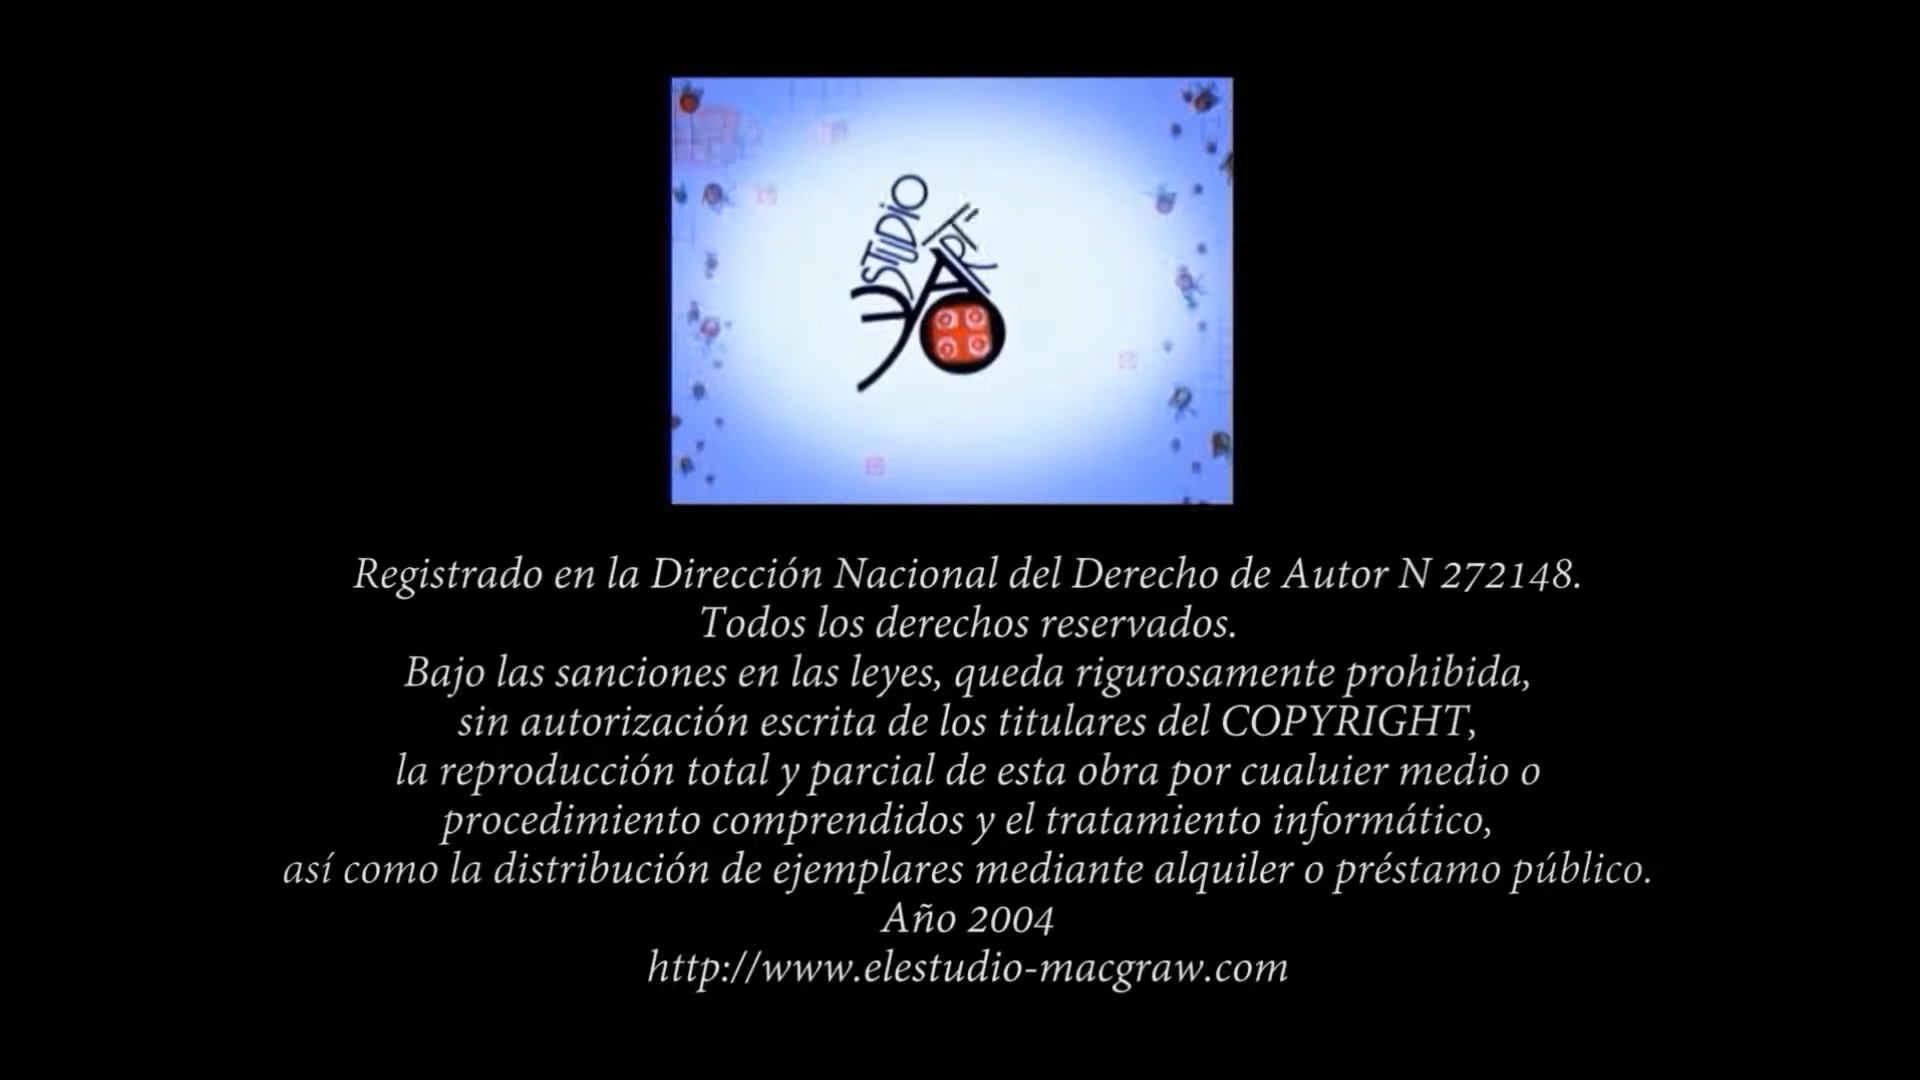 ESTUDIO
ART"
Registrado en la Dirección Nacional del Derecho de Autor N 272148.
Todos los derechos reservados.
Bajo las sanciones en las leyes, queda rigurosamente prohibida,
sin autorización escrita de los titulares del COPYRIGHT,
la reproducción total y parcial de esta obra por cualuier medio o
procedimiento comprendidos y el tratamiento informático,
así como la distribución de ejemplares mediante alquiler o préstamo público.
Año 2004
http://www.elestudio-macgraw.com